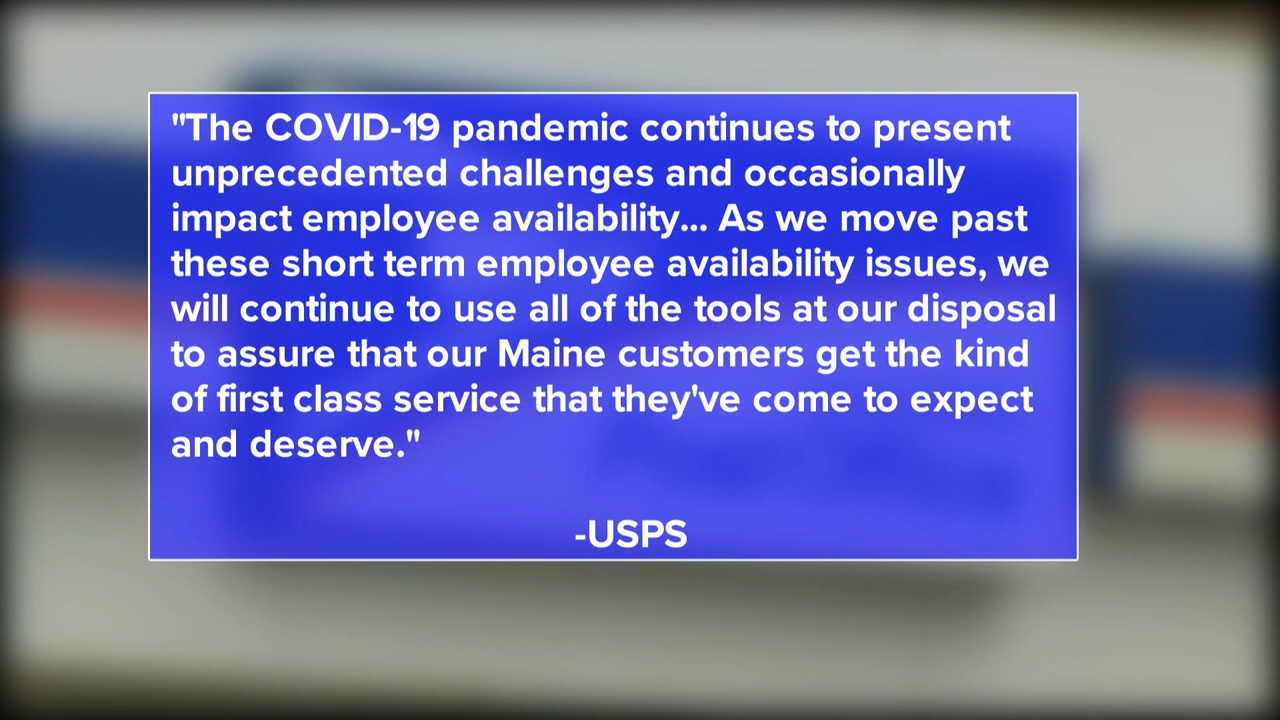 "The COVID-19 pandemic continues to present
unprecedented challenges and occasionally
impact employee availability... As we move past
these short term employee availability issues, we
will continue to use all of the tools at our disposal
to assure that our Maine customers get the kind
of first class service that they've come to expect
and deserve."
-USPS